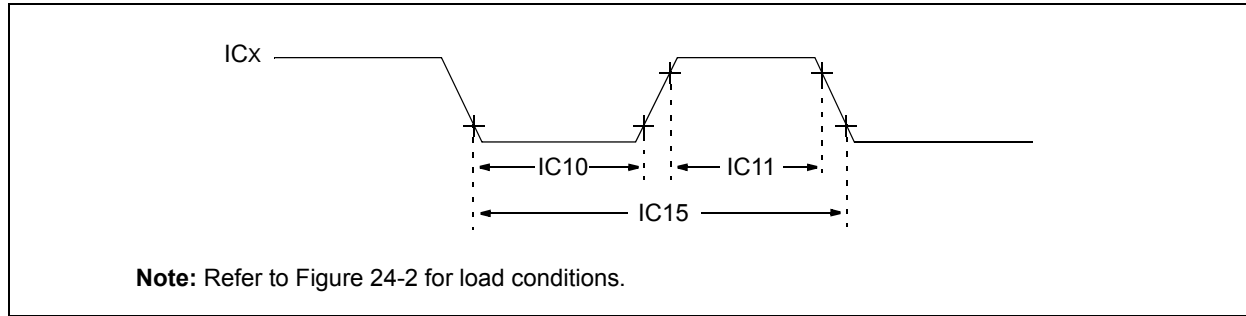 ICx
IC10
IC11
IC15
Note: Refer to Figure 24-2 for load conditions.